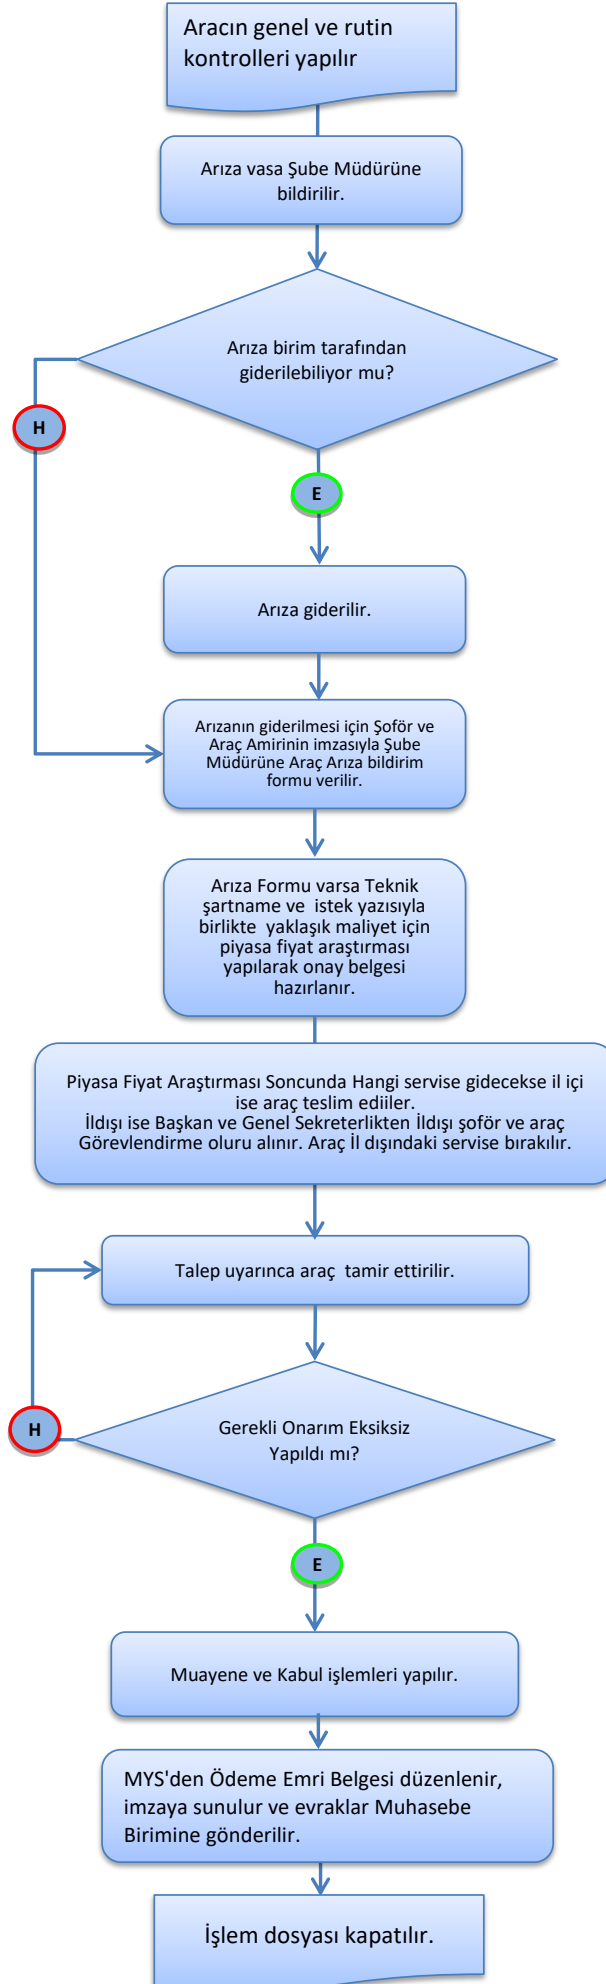 Aracın genel ve rutin
kontrolleri yapılır
Arıza vasa Şube Müdürüne
bildirilir.
Arıza birim tarafından
giderilebiliyor mu?
H
E
Arıza giderilir.
Arızanın giderilmesi için Şoför ve
Araç Amirinin imzasıyla Şube
Müdürüne Araç Arıza bildirim
formu verilir.
Arıza Formu varsa Teknik
şartname ve istek yazısıyla
birlikte yaklaşık maliyet için
piyasa fiyat araştırması
yapılarak onay belgesi
hazırlanır.
Piyasa Fiyat Araştırması Soncunda Hangi servise gidecekse il içi
ise araç teslim ediiler.
İldışı ise Başkan ve Genel Sekreterlikten İldışı şoför ve araç
Görevlendirme oluru alınır. Araç İl dışındaki servise bırakılır.
Talep uyarınca araç tamir ettirilir.
Gerekli Onarım Eksiksiz
Yapıldı mı?
H
E
Muayene ve Kabul işlemleri yapılır.
MYS'den Ödeme Emri Belgesi düzenlenir,
imzaya sunulur ve evraklar Muhasebe
Birimine gönderilir.
İşlem dosyası kapatılır.